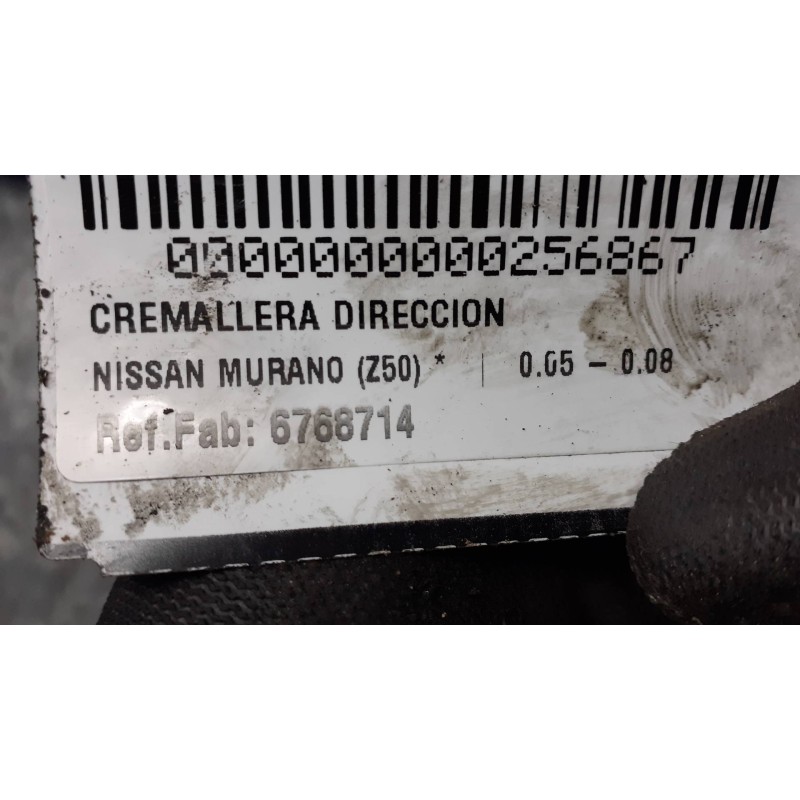 0000000000256867
CREMALLERA DIRECCION
NISSAN MURANO (Z50) * | 0.05 - 0.08
Ref.Fab: 6768714